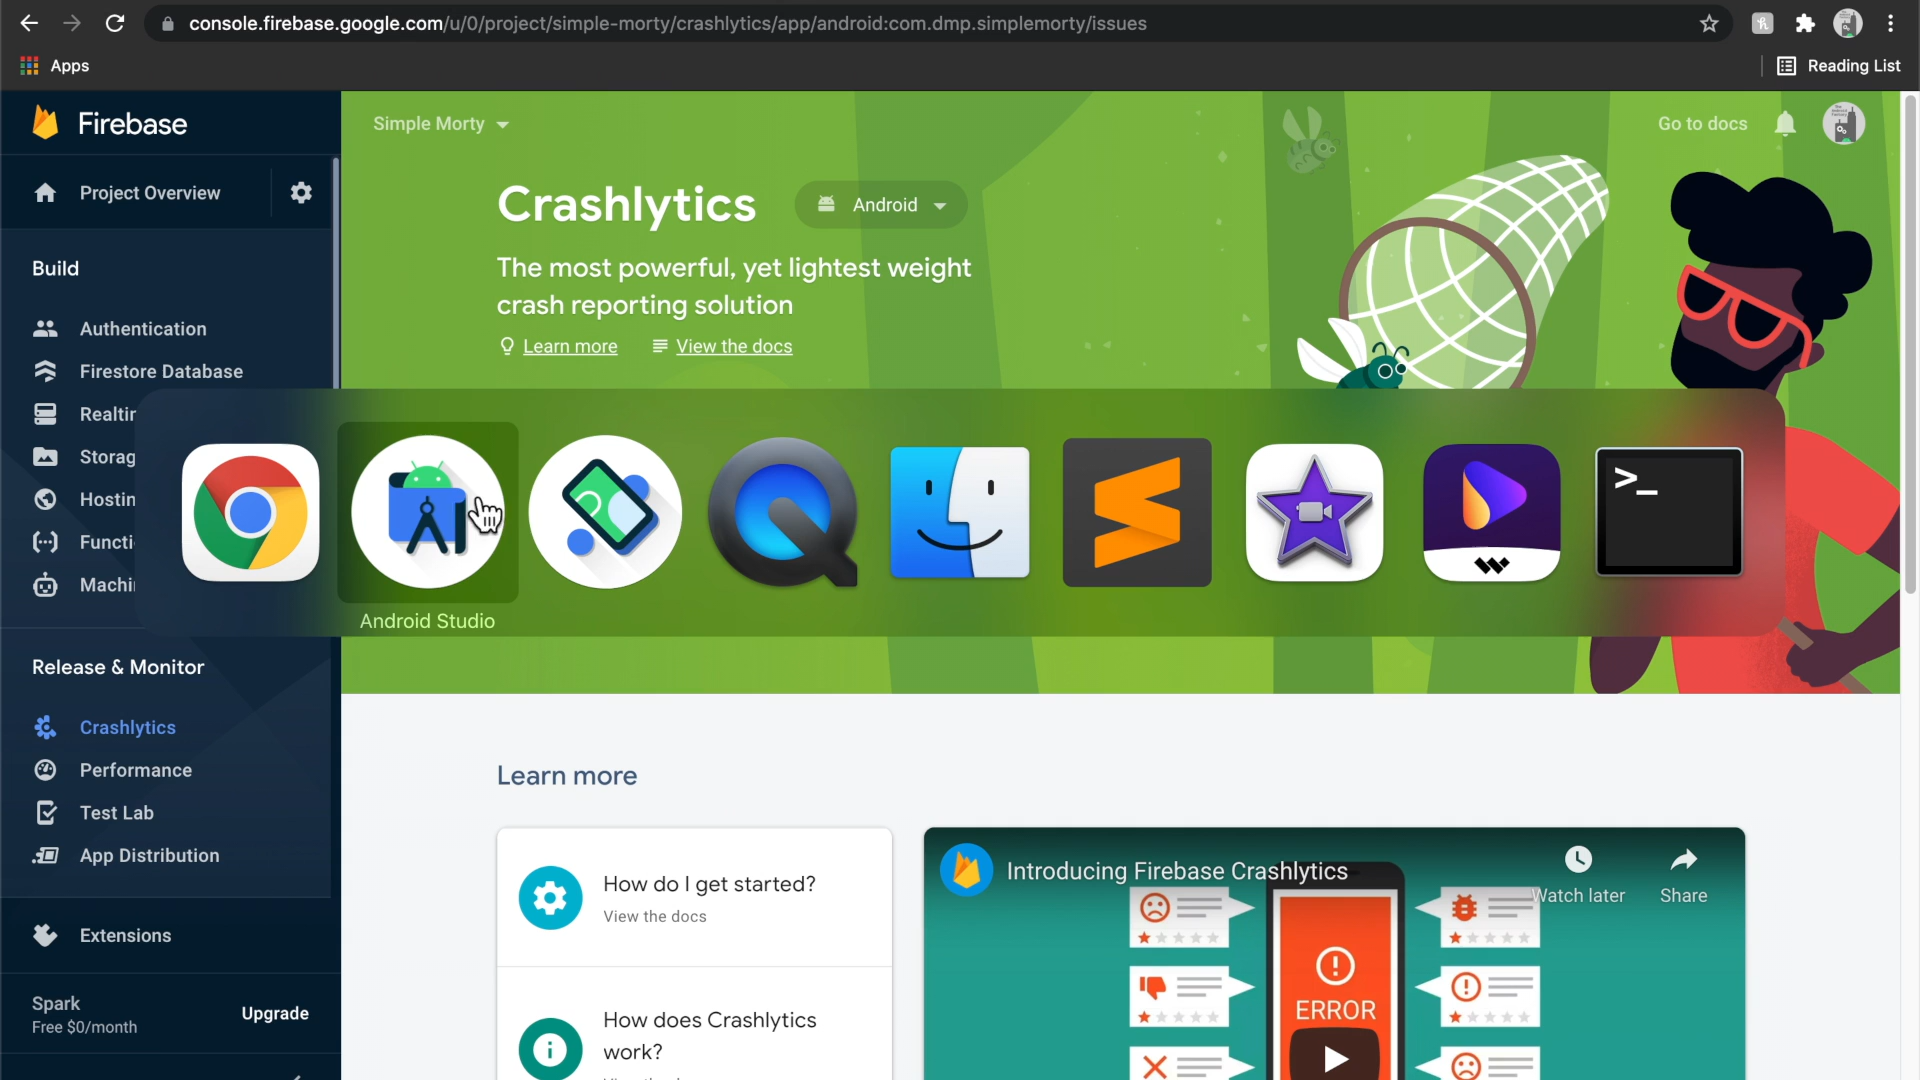 console.firebase.google.com/u/0/project/simple-morty/crashlytics/app/android:com.dmp.simplemorty/issues
Apps
Reading List
Firebase
Simple Morty
Go to docs
Project Overview
Crashlytics
Android
Build
The most powerful, yet lightest weight
crash reporting solution
Learn more
View the docs
Authentication
Firestore Database
Realtir
Storag
Hostin
Functi
Machi
>_
Android Studio
Release & Monitor
Crashlytics
Performance
Test Lab
App Distribution
Extensions
Spark
Free $0/month
Upgrade
Learn more
How do I get started?
View the docs
How does Crashlytics
work?
Introducing Firebase Crashlytics
Watch later
Share
ERROR